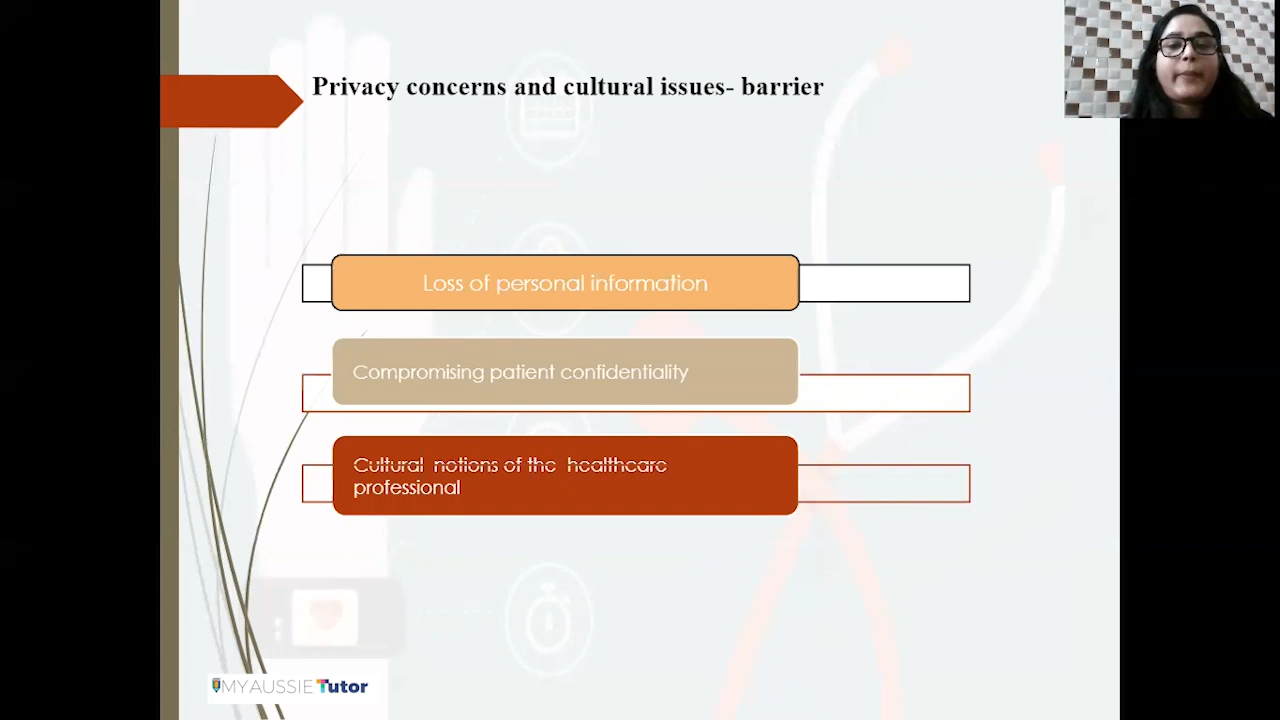 Privacy concerns and cultural issues- barrier
Loss of personal information
Compromising patient confidentiality
Cultural notions of the healthcare
professional
MYAUSSIE Tutor